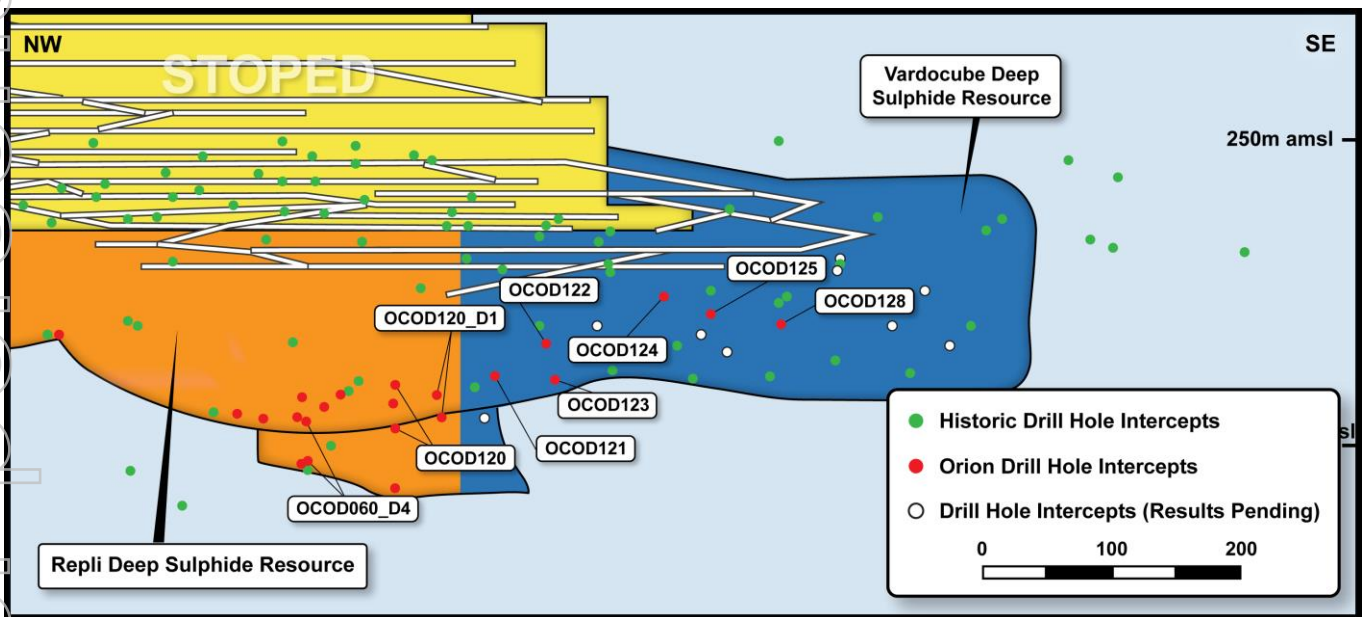 NW
STOPED
SE
Vardocube Deep
Sulphide Resource
250m amsl
OCOD125
OCOD122
OCOD128
OCOD120_D1
OCOD124
OCOD123
OCOD121
OCOD120
OCOD060_D4
Repli Deep Sulphide Resource
Historic Drill Hole Intercepts
Orion Drill Hole Intercepts
Drill Hole Intercepts (Results Pending)
0 100 200